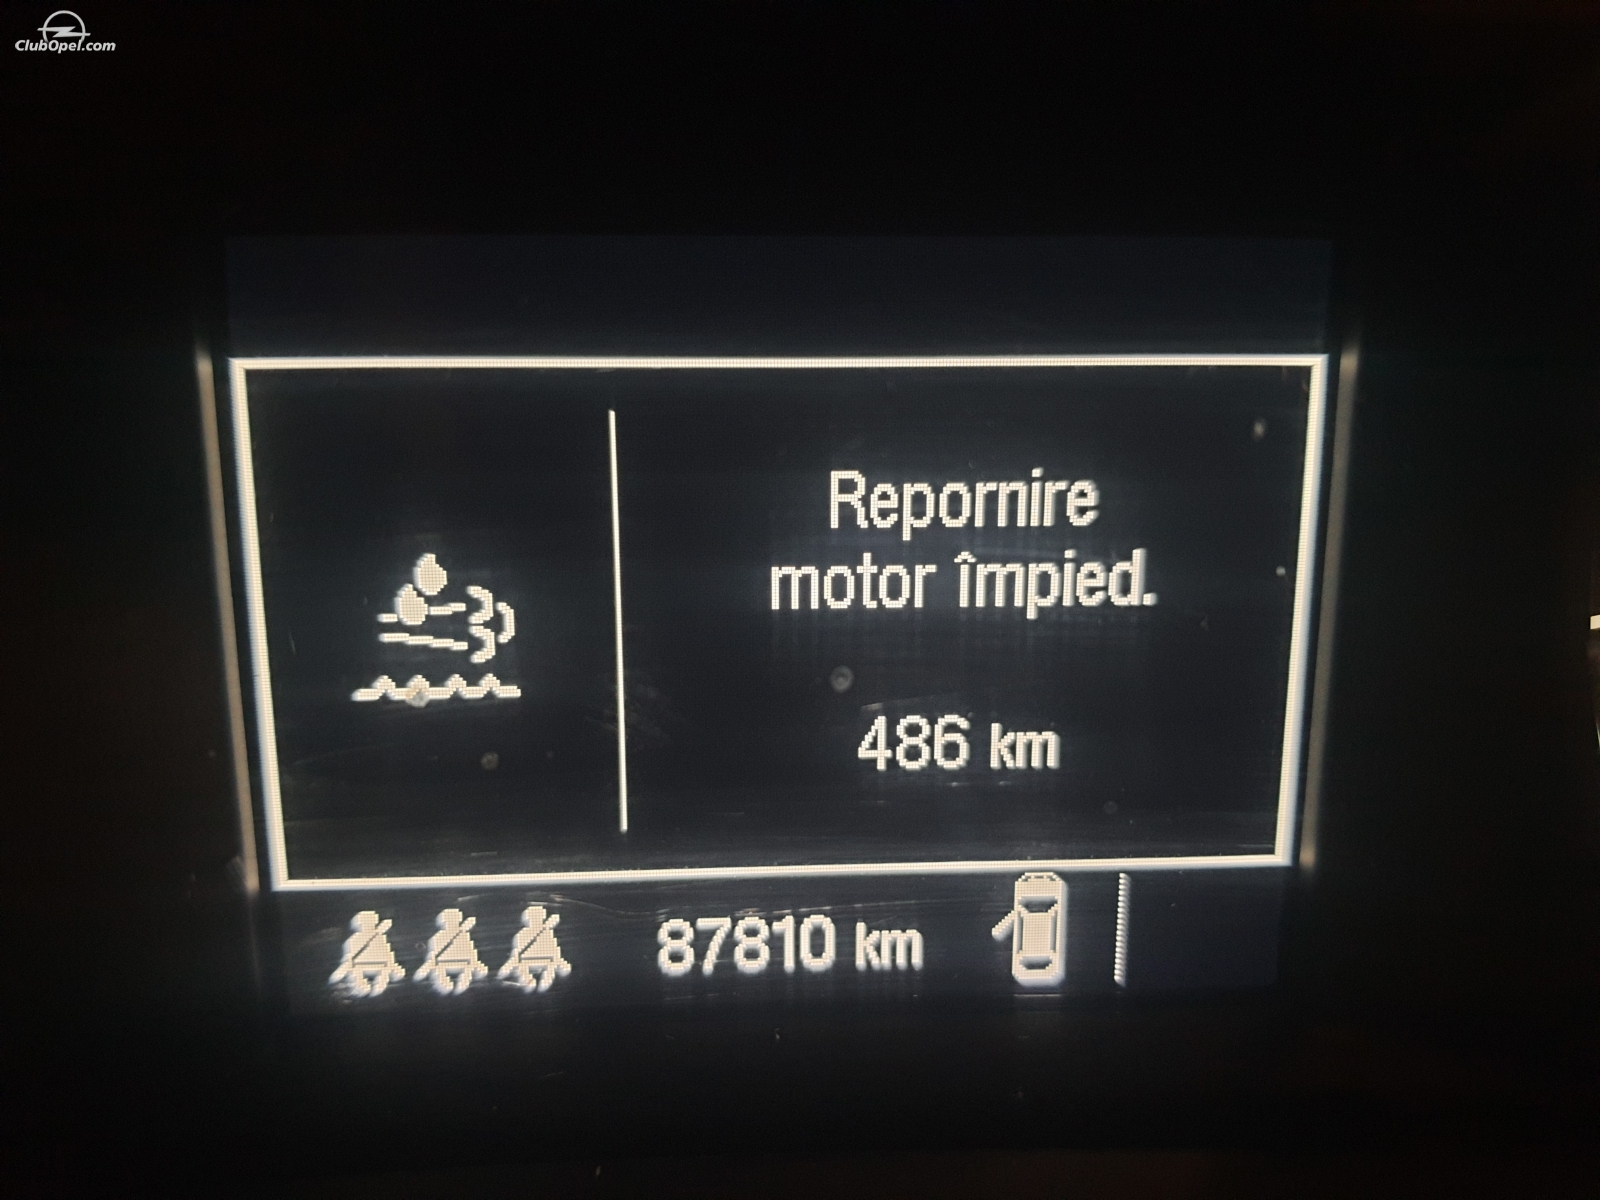 ClubOpel.com
Repornire
motor împied.
486 km
87810 km